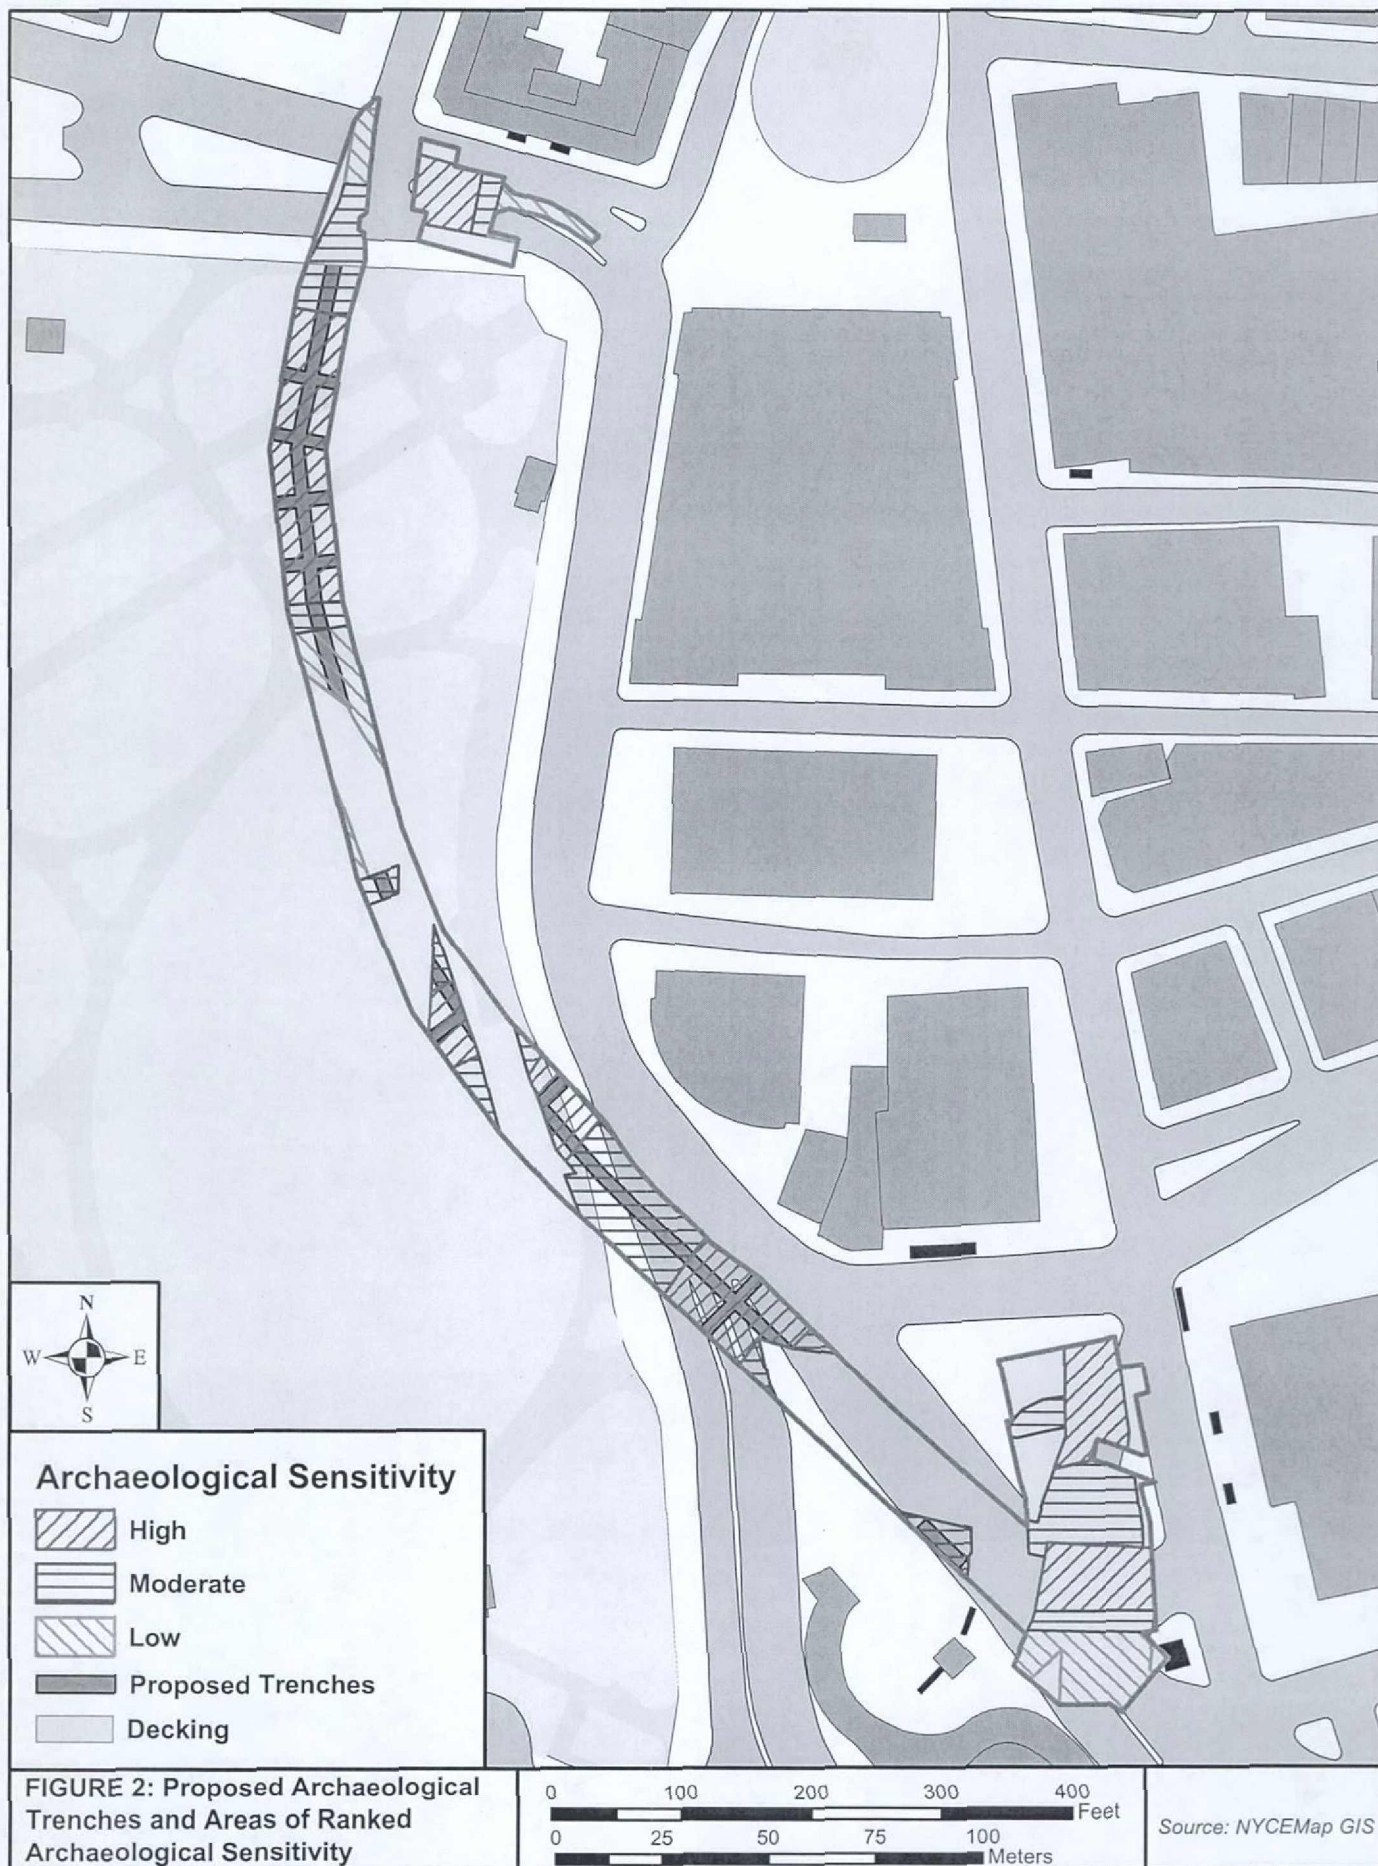 N
W E
S
Archaeological Sensitivity
High
Moderate
Low
Proposed Trenches
Decking
FIGURE 2: Proposed Archaeological
Trenches and Areas of Ranked
Archaeological Sensitivity
0 100 200 300 400
Feet
0 25 50 75 100
Meters
Source: NYCEMap GIS